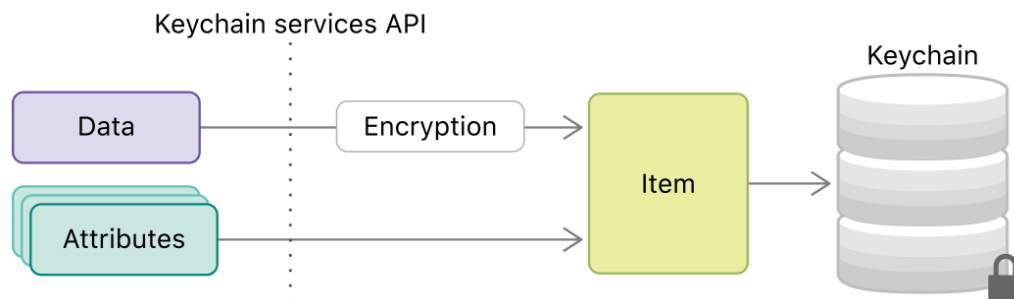 Keychain services API
Keychain
Data
Encryption
Item
Attributes